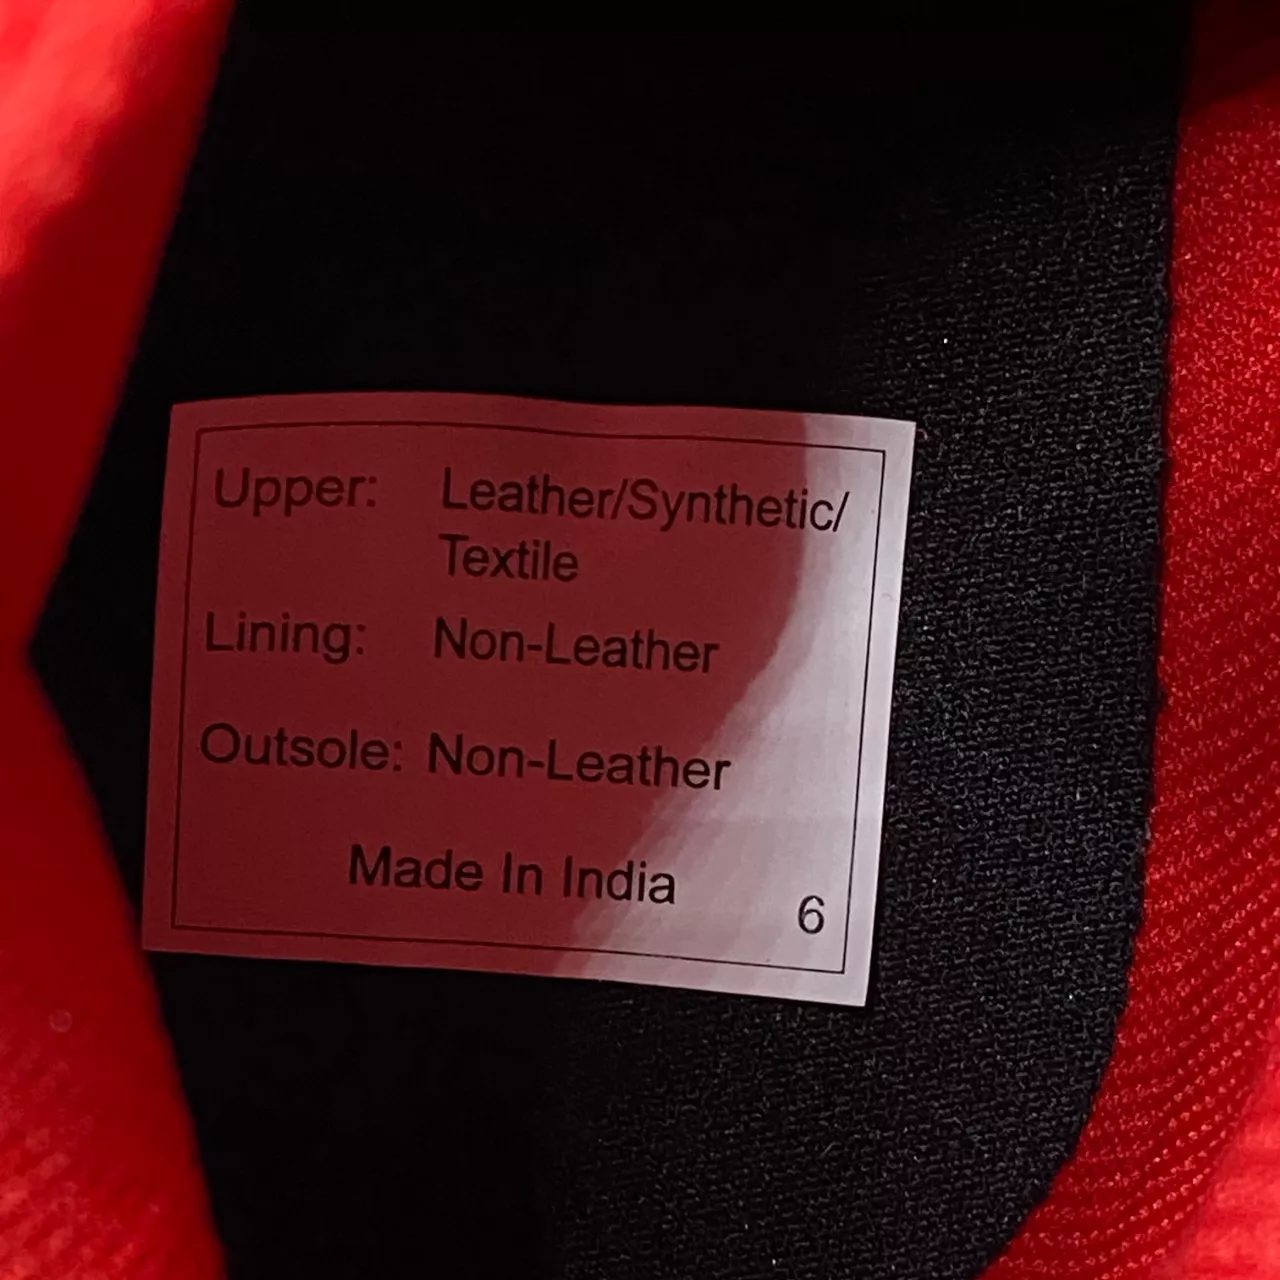 Upper: Leather/Synthetic/
Textile
Lining: Non-Leather
Outsole: Non-Leather
Made In India
6